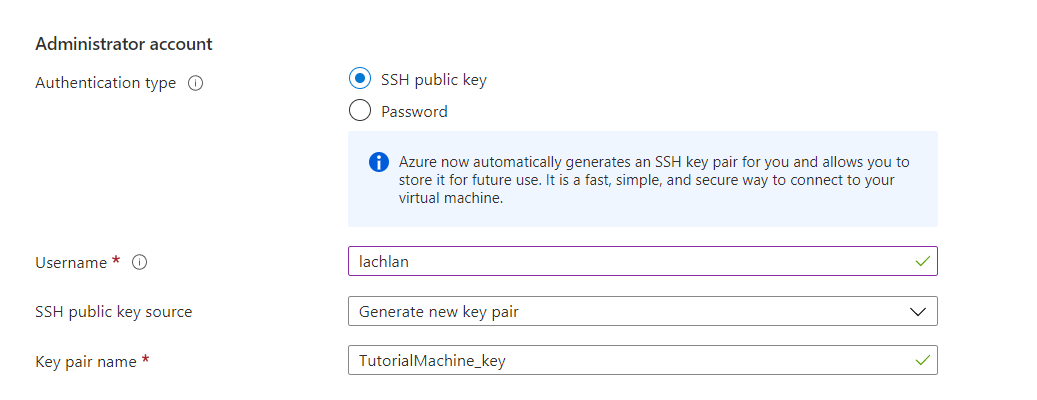 Administrator account
Authentication type
SSH public key
Password
Azure now automatically generates an SSH key pair for you and allows you to
store it for future use. It is a fast, simple, and secure way to connect to your
virtual machine.
Username *
lachlan
SSH public key source
Generate new key pair
Key pair name *
TutorialMachine_key